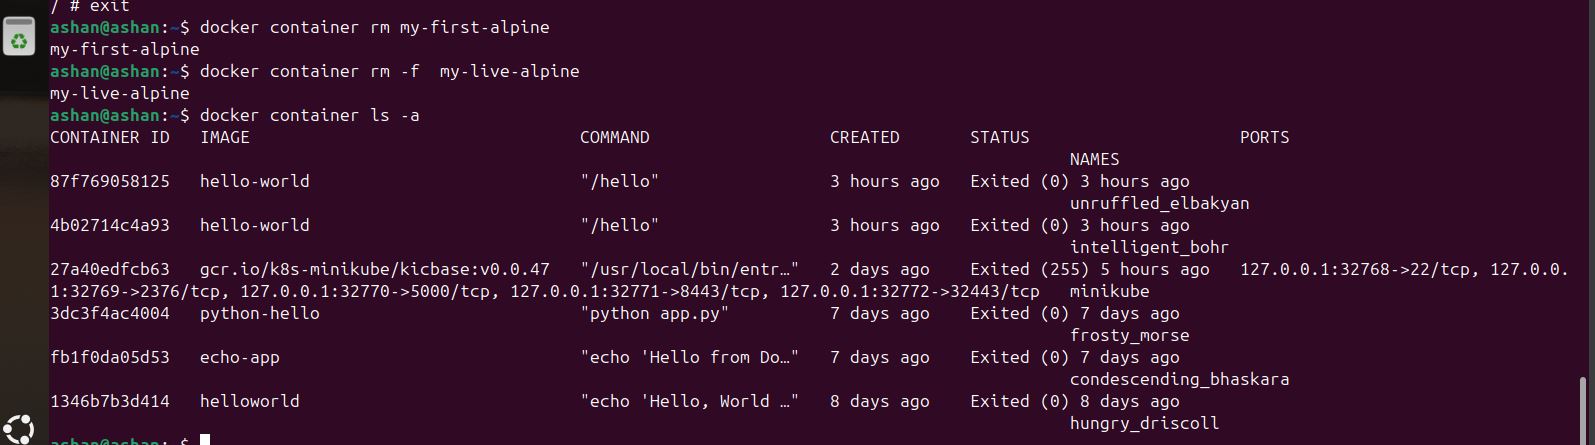 / # exit
ashan@ashan:~$ docker container rm my-first-alpine
my-first-alpine
ashan@ashan:~$ docker container rm -f  my-live-alpine
my-live-alpine
ashan@ashan:~$ docker container ls -a
CONTAINER ID   IMAGE                                 COMMAND                  CREATED       STATUS                     PORTS
NAMES
87f769058125   hello-world                           "/hello"                 3 hours ago   Exited (0) 3 hours ago
unruffled_elbakyan
4b02714c4a93   hello-world                           "/hello"                 3 hours ago   Exited (0) 3 hours ago
intelligent_bohr
27a40edfcb63   gcr.io/k8s-minikube/kicbase:v0.0.47   "/usr/local/bin/entr…"   2 days ago    Exited (255) 5 hours ago   127.0.0.1:32768->22/tcp, 127.0.0.
1:32769->2376/tcp, 127.0.0.1:32770->5000/tcp, 127.0.0.1:32771->8443/tcp, 127.0.0.1:32772->32443/tcp   minikube
3dc3f4ac4004   python-hello                          "python app.py"          7 days ago    Exited (0) 7 days ago
frosty_morse
fb1f0da05d53   echo-app                              "echo 'Hello from Do…"   7 days ago    Exited (0) 7 days ago
condescending_bhaskara
1346b7b3d414   helloworld                            "echo 'Hello, World …"   8 days ago    Exited (0) 8 days ago
hungry_driscoll
ashan@ashan:~$